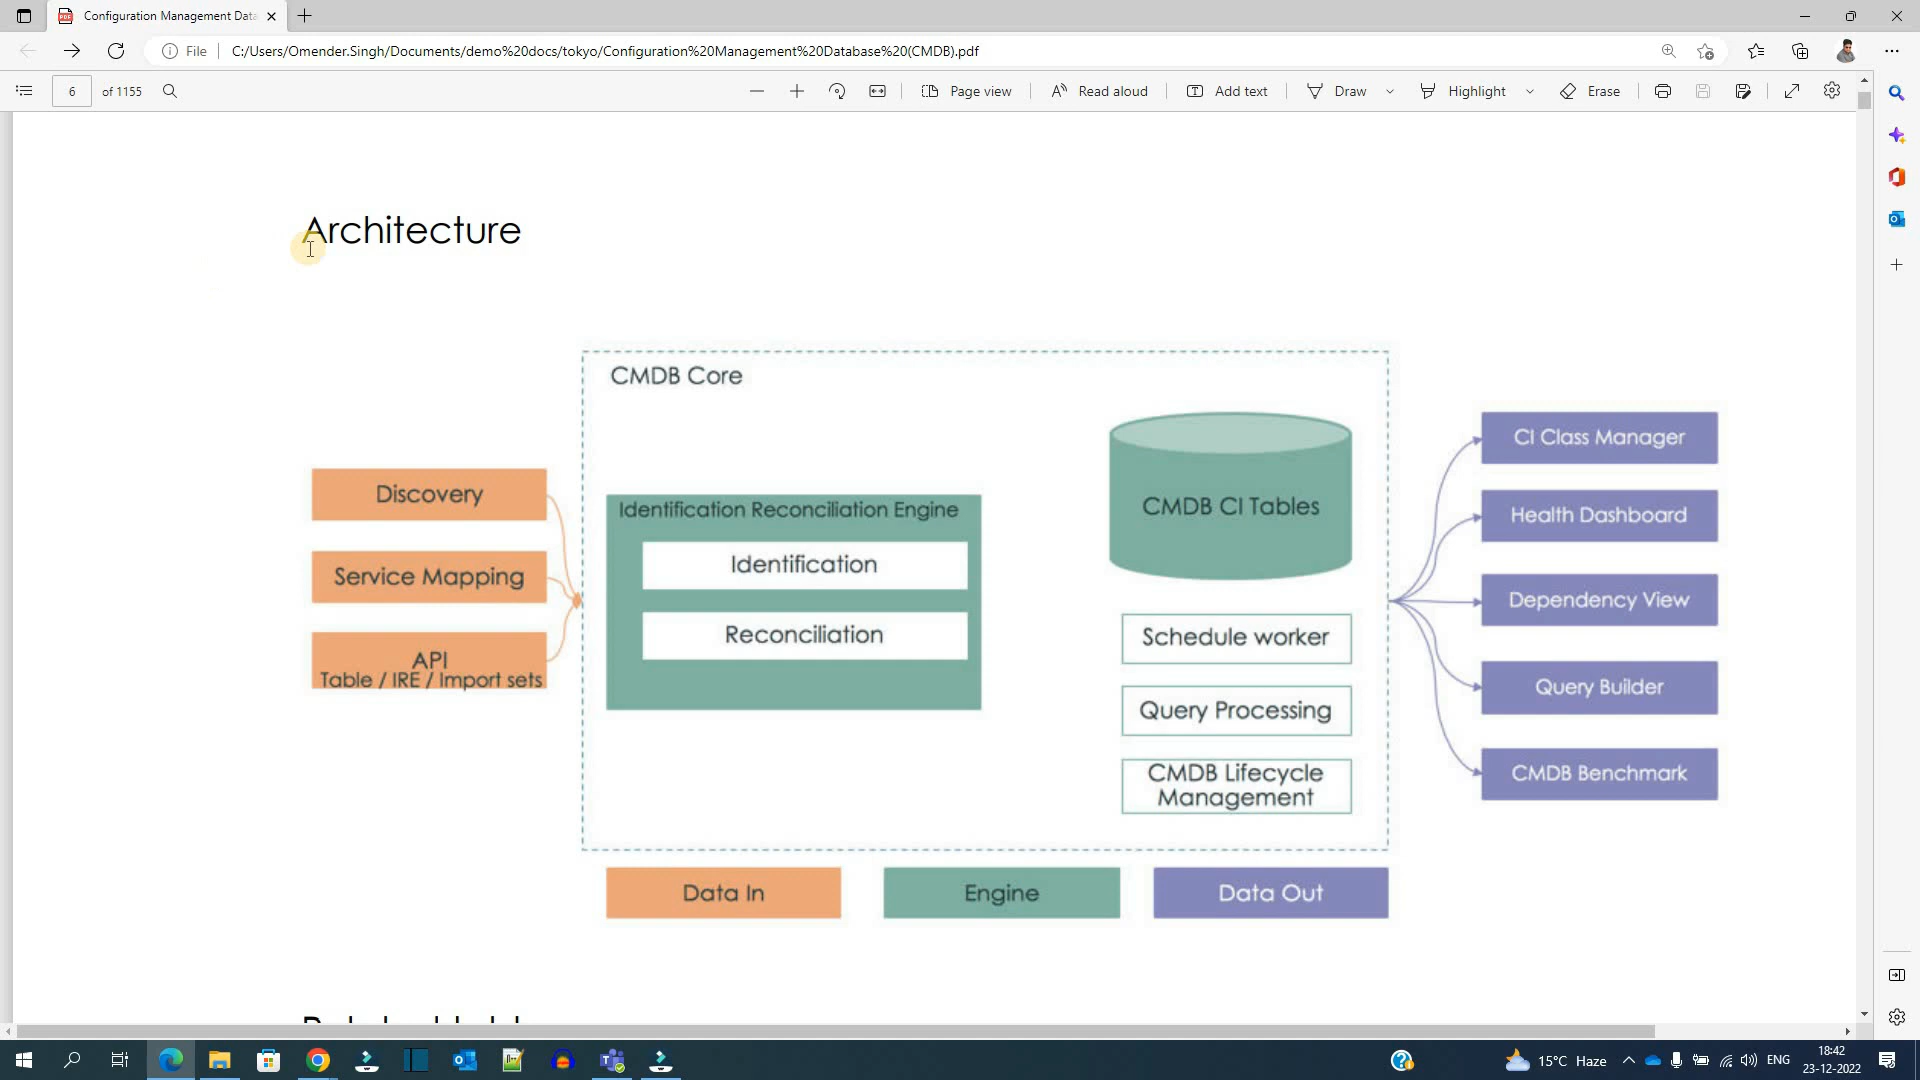 Configuration Management Data
File
C:/Users/Omender.Singh/Documents/demo%20docs/tokyo/Configuration%20Management%20Database%20(CMDB).pdf
6 of 1155
Page view
Read aloud
Add text
Draw
Highlight
Erase
Architecture
CMDB Core
Discovery
Service Mapping
API
Table / IRE / Import sets
Identification Reconciliation Engine
Identification
Reconciliation
CMDB CI Tables
Schedule worker
Query Processing
CMDB Lifecycle
Management
CI Class Manager
Health Dashboard
Dependency View
Query Builder
CMDB Benchmark
Data In
Engine
Data Out
15°C Haze
ENG
18:42
23-12-2022